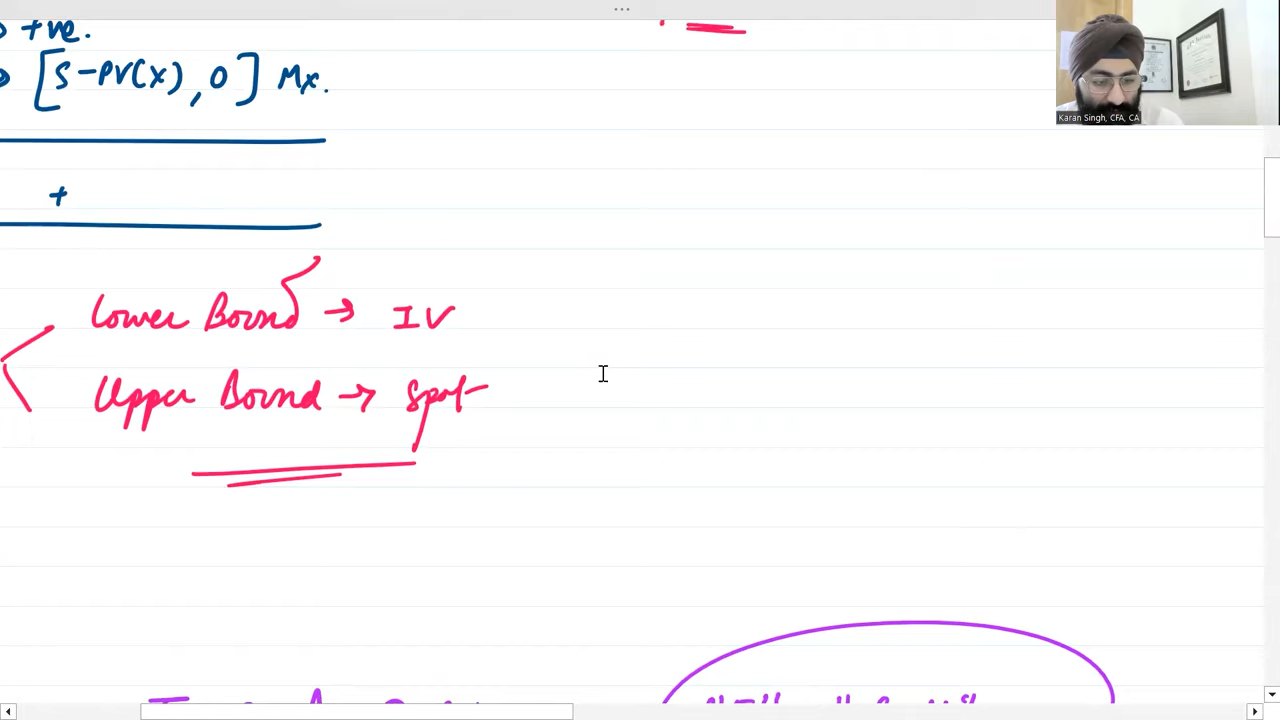 +ve.
[S-PV(X), 0] Mx.
Karan Singh, CFA, CA
+
Lower Bound → IV
Upper Bound → Spot